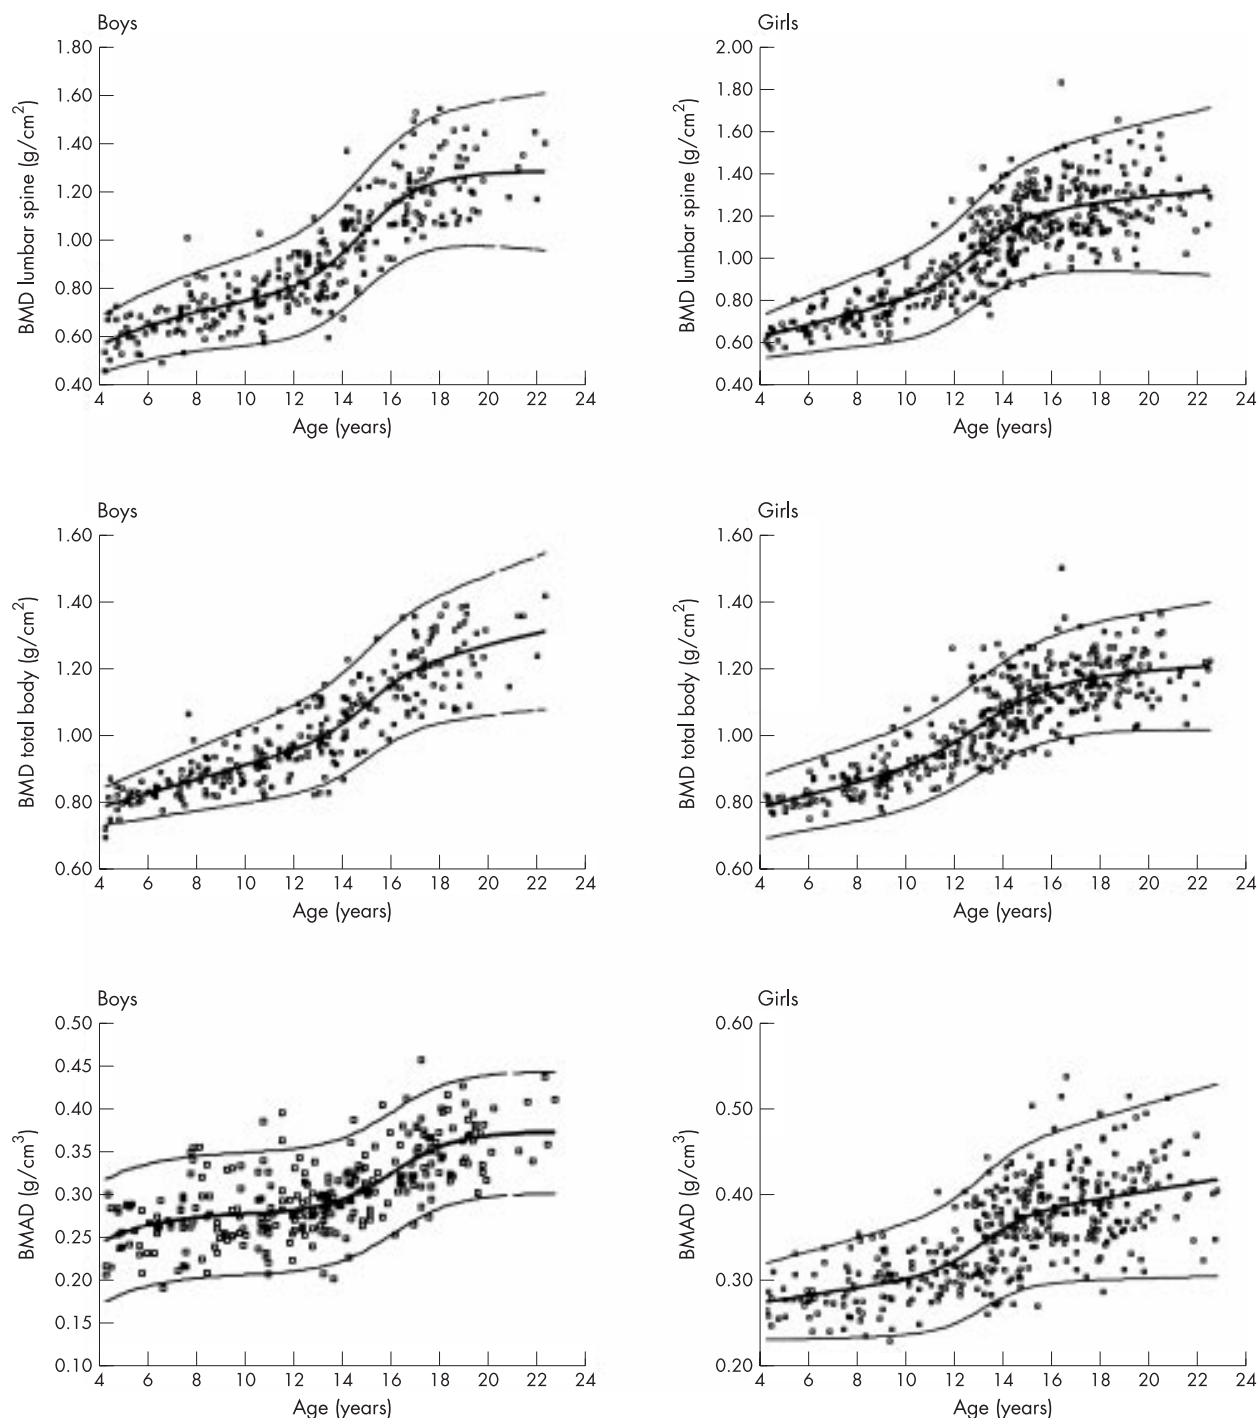 Boys
1.80
1.60
1.40
1.20
1.00
0.80
0.60
0.40
BMD lumbar spine (g/cm²)
4 6 8 10 12 14 16 18 20 22 24
Age (years)
Girls
2.00
1.80
1.60
1.40
1.20
1.00
0.80
0.60
0.40
BMD lumbar spine (g/cm²)
4 6 8 10 12 14 16 18 20 22 24
Age (years)
Boys
1.60
1.40
1.20
1.00
0.80
0.60
BMD total body (g/cm²)
4 6 8 10 12 14 16 18 20 22 24
Age (years)
Girls
1.60
1.40
1.20
1.00
0.80
0.60
BMD total body (g/cm²)
4 6 8 10 12 14 16 18 20 22 24
Age (years)
Boys
0.50
0.45
0.40
0.35
0.30
0.25
0.20
0.15
0.10
BMAD (g/cm³)
4 6 8 10 12 14 16 18 20 22 24
Age (years)
Girls
0.60
0.50
0.40
0.30
0.20
BMAD (g/cm³)
4 6 8 10 12 14 16 18 20 22 24
Age (years)